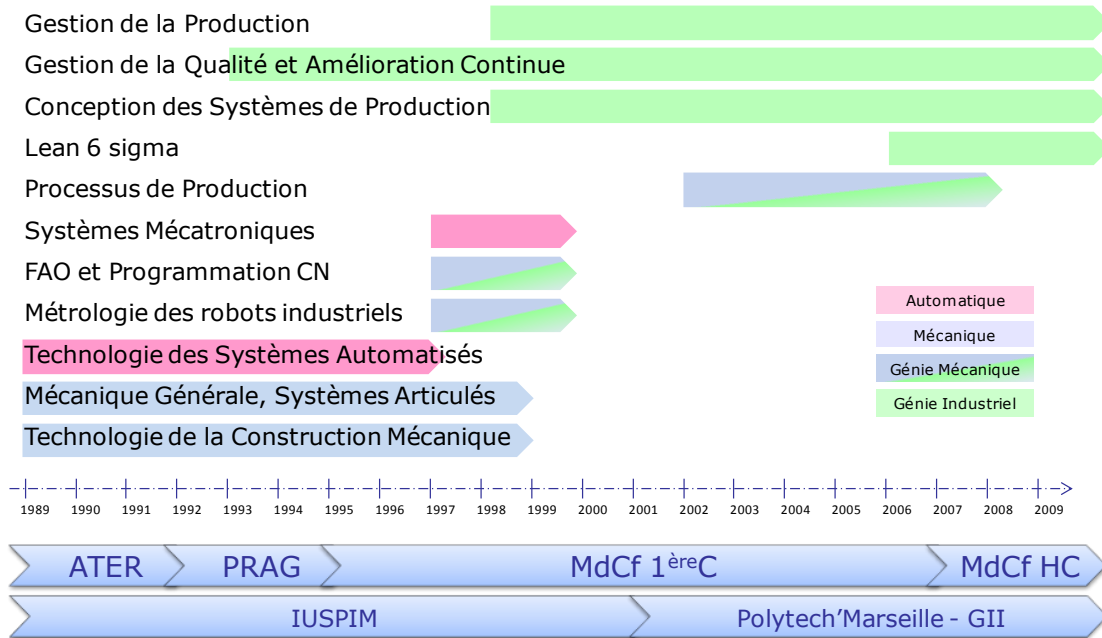 Gestion de la Production
Gestion de la Qualité et Amélioration Continue
Conception des Systèmes de Production
Lean 6 sigma
Processus de Production
Systèmes Mécatroniques
FAO et Programmation CN
Métrologie des robots industriels
Technologie des Systèmes Automatisés
Mécanique Générale, Systèmes Articulés
Technologie de la Construction Mécanique
Automatique
Mécanique
Génie Mécanique
Génie Industriel
1989 1990 1991 1992 1993 1994 1995 1996 1997 1998 1999 2000 2001 2002 2003 2004 2005 2006 2007 2008 2009
ATER PRAG MdCf 1èreC MdCf HC
IUSPIM Polytech'Marseille - GII